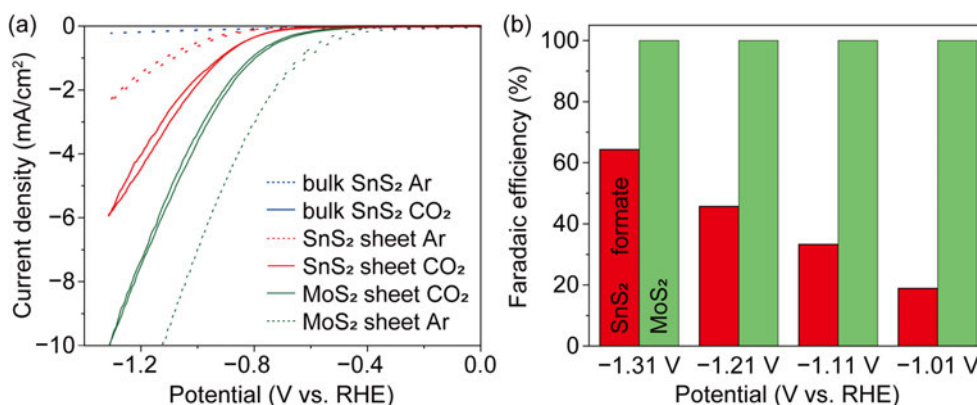 (a)
0
−2
−4
−6
−8
−10
Current density (mA/cm²)
bulk SnS₂ Ar
bulk SnS₂ CO₂
SnS₂ sheet Ar
SnS₂ sheet CO₂
MoS₂ sheet CO₂
MoS₂ sheet Ar
−1.2
−0.8
−0.4
0.0
Potential (V vs. RHE)
(b)
100
80
60
40
20
0
Faradaic efficiency (%)
SnS₂ formate
MoS₂
−1.31 V
−1.21 V
−1.11 V
−1.01 V
Potential (V vs. RHE)